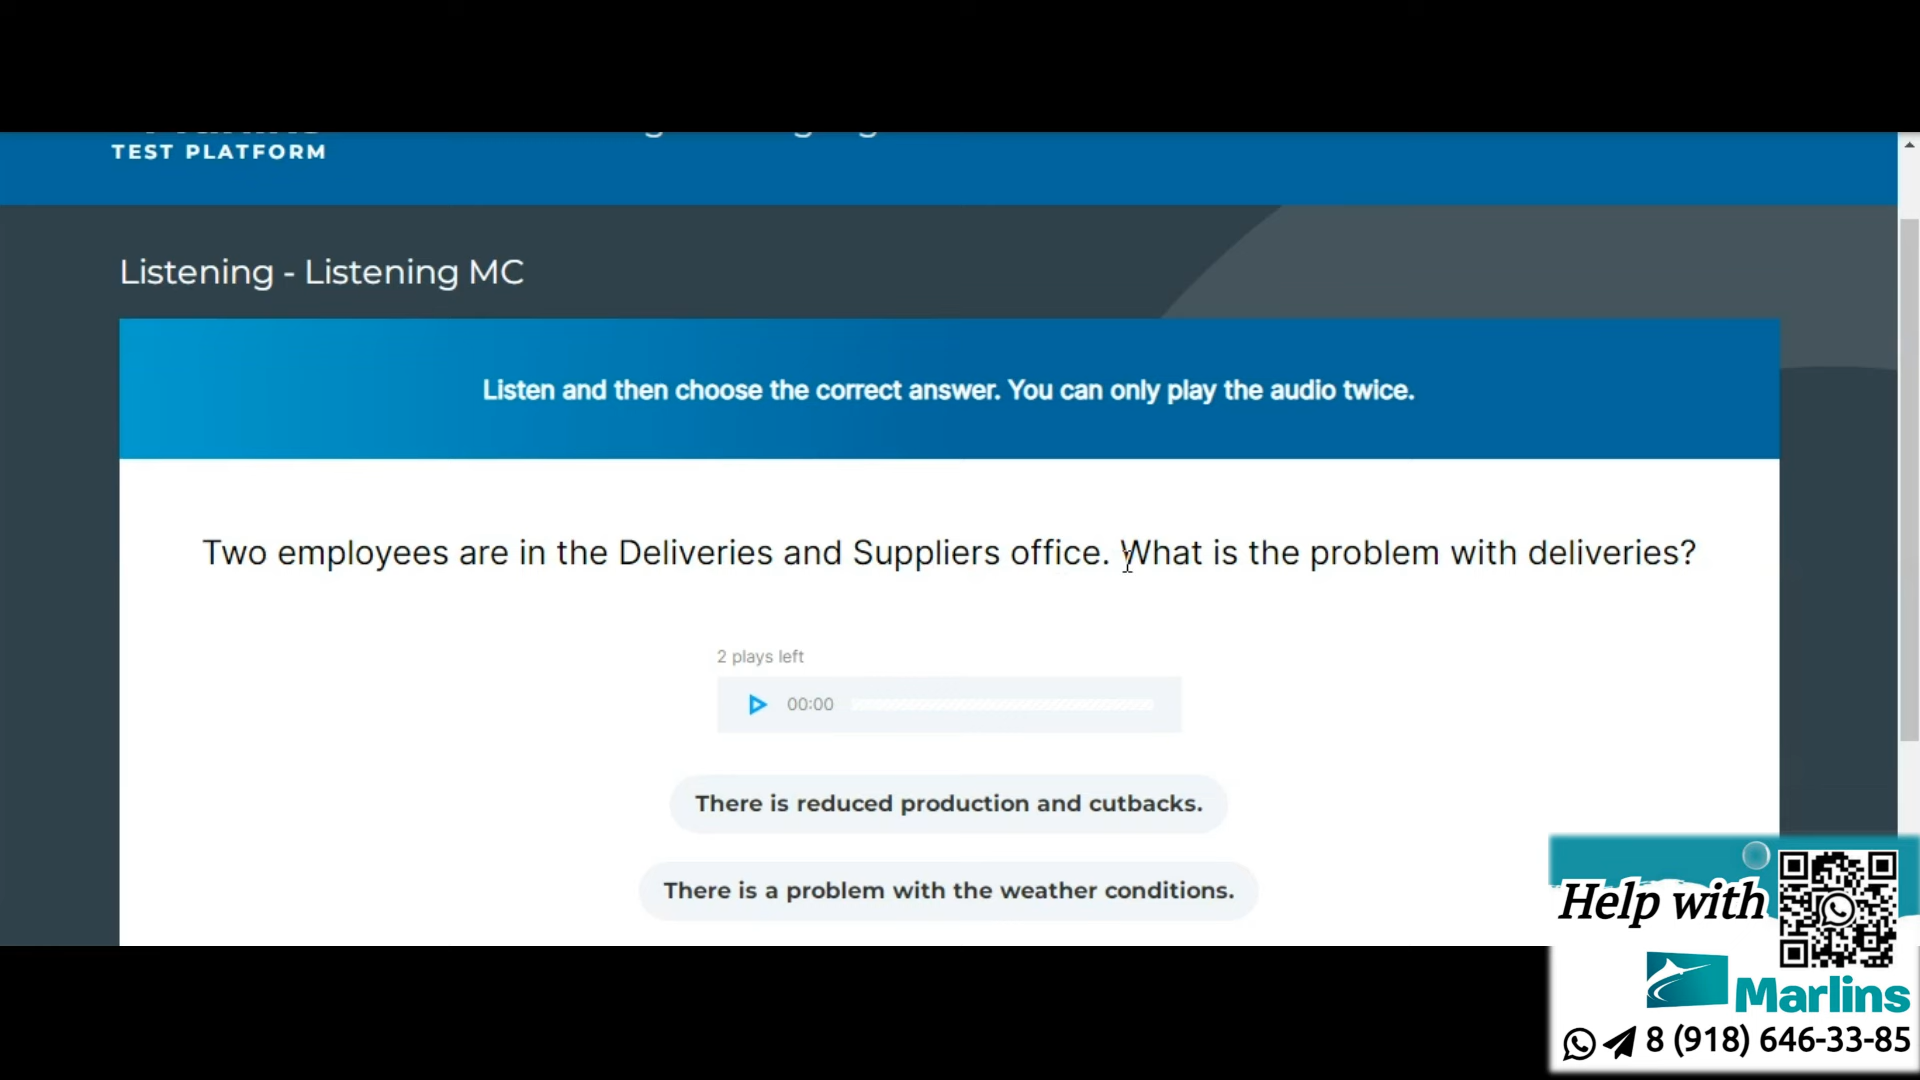 TEST PLATFORM
Listening - Listening MC
Listen and then choose the correct answer. You can only play the audio twice.
Two employees are in the Deliveries and Suppliers office. What is the problem with deliveries?
2 plays left
00:00
There is reduced production and cutbacks.
There is a problem with the weather conditions.
Help with
Marlins
8 (918) 646-33-85